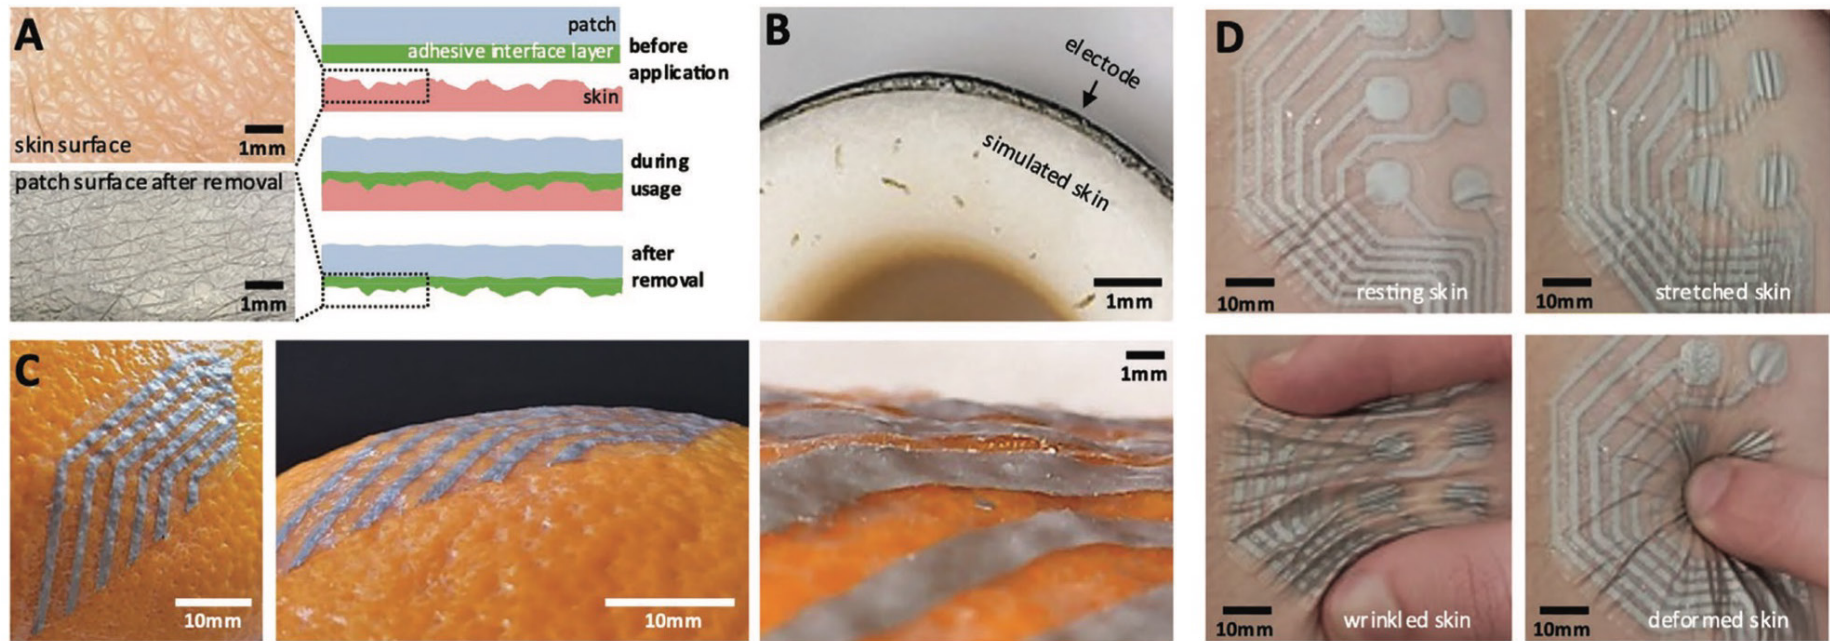 A
skin surface
1mm
patch surface after removal
1mm
patch
adhesive interface layer
before
application
skin
during
usage
after
removal
B
electode
simulated skin
1mm
C
10mm
10mm
1mm
D
10mm
resting skin
10mm
stretched skin
10mm
wrinkled skin
10mm
deformed skin